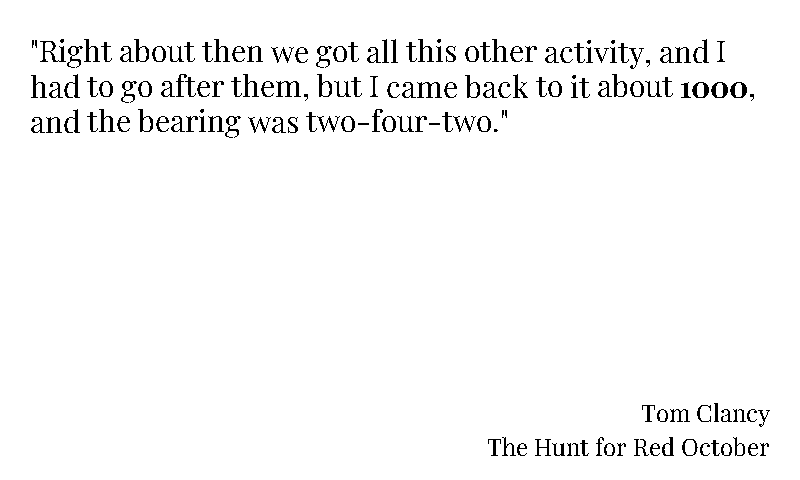 "Right about then we got all this other activity, and I
had to go after them, but I came back to it about 1000,
and the bearing was two-four-two."
Tom Clancy
The Hunt for Red October